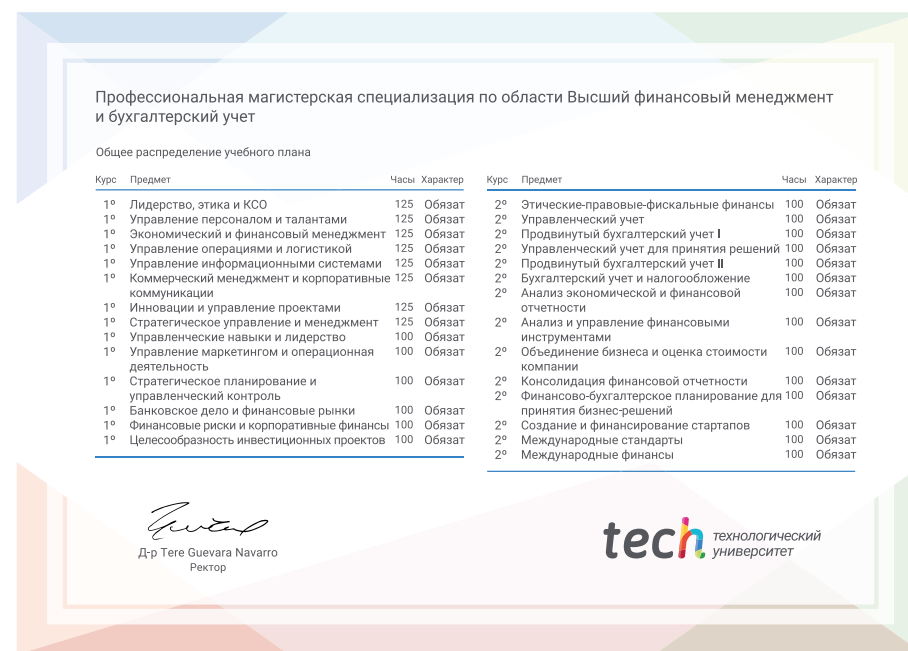 Профессиональная магистерская специализация по области Высший финансовый менеджмент
и бухгалтерский учет
Общее распределение учебного плана
Курс Предмет Часы Характер
1º Лидерство, этика и КСО 125 Обязат
1º Управление персоналом и талантами 125 Обязат
1º Экономический и финансовый менеджмент 125 Обязат
1º Управление операциями и логистикой 125 Обязат
1º Управление информационными системами 125 Обязат
1º Коммерческий менеджмент и корпоративные 125 Обязат
коммуникации
1º Инновации и управление проектами 125 Обязат
1º Стратегическое управление и менеджмент 125 Обязат
1º Управленческие навыки и лидерство 100 Обязат
1º Управление маркетингом и операционная 100 Обязат
деятельность
1º Стратегическое планирование и 100 Обязат
управленческий контроль
1º Банковское дело и финансовые рынки 100 Обязат
1º Финансовые риски и корпоративные финансы 100 Обязат
1º Целесообразность инвестиционных проектов 100 Обязат
Курс Предмет Часы Характер
2º Этические-правовые-фискальные финансы 100 Обязат
2º Управленческий учет 100 Обязат
2º Продвинутый бухгалтерский учет I 100 Обязат
2º Управленческий учет для принятия решений 100 Обязат
2º Продвинутый бухгалтерский учет II 100 Обязат
2º Бухгалтерский учет и налогообложение 100 Обязат
2º Анализ экономической и финансовой 100 Обязат
отчетности
2º Анализ и управление финансовыми 100 Обязат
инструментами
2º Объединение бизнеса и оценка стоимости 100 Обязат
компании
2º Консолидация финансовой отчетности 100 Обязат
2º Финансово-бухгалтерское планирование для 100 Обязат
принятия бизнес-решений
2º Создание и финансирование стартапов 100 Обязат
2º Международные стандарты 100 Обязат
2º Международные финансы 100 Обязат
Д-р Tere Guevara Navarro
Ректор
tech технологический
университет